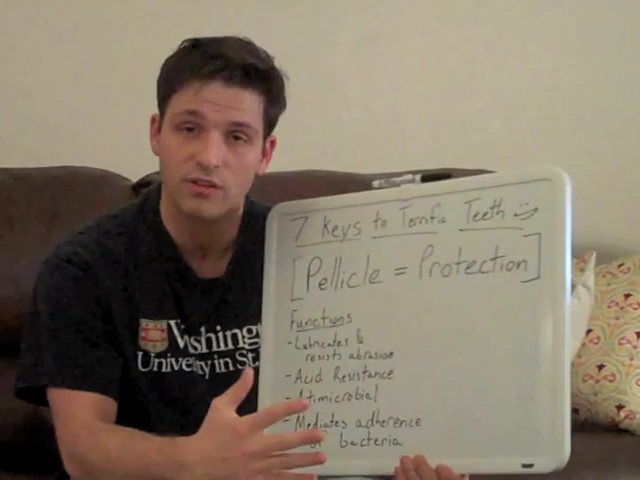 7 Keys to Terrific Teeth
[Pellicle = Protection]
Functions
- Lubricates &
resists abrasion
- Acid Resistance
- Antimicrobial
- Mediates adherence
of bacteria
Washing
University in St.